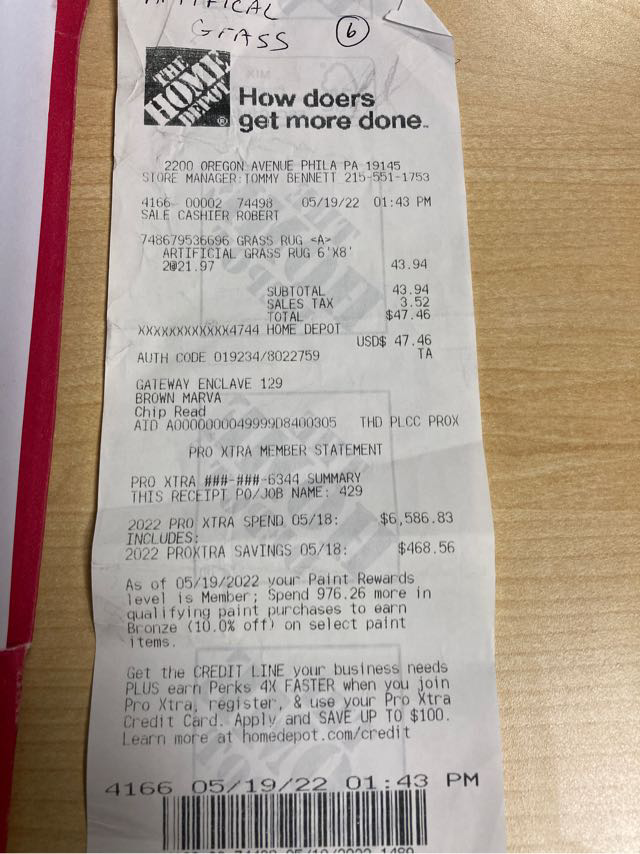 ARTIFICAL
GrASS 6
THE
HOME
DEPOT
®
How doers
get more done™
2200 OREGON AVENUE PHILA PA 19145
STORE MANAGER:TOMMY BENNETT 215-551-1753
4166 00002 74498 05/19/22 01:43 PM
SALE CASHIER ROBERT
748679536696 GRASS RUG <A>
ARTIFICIAL GRASS RUG 6'X8'
2@21.97 43.94
SUBTOTAL 43.94
SALES TAX 3.52
TOTAL $47.46
XXXXXXXXXXXX4744 HOME DEPOT
USD$ 47.46
AUTH CODE 019234/8022759 TA
GATEWAY ENCLAVE 129
BROWN MARVA
Chip Read
AID A0000000049999D8400305 THD PLCC PROX
PRO XTRA MEMBER STATEMENT
PRO XTRA ###-###-6344 SUMMARY
THIS RECEIPT PO/JOB NAME: 429
2022 PRO XTRA SPEND 05/18: $6,586.83
INCLUDES:
2022 PROXTRA SAVINGS 05/18: $468.56
As of 05/19/2022 your Paint Rewards
level is Member; Spend 976.26 more in
qualifying paint purchases to earn
Bronze (10.0% off) on select paint
items.
Get the CREDIT LINE your business needs
PLUS earn Perks 4X FASTER when you join
Pro Xtra, register, & use your Pro Xtra
Credit Card. Apply and SAVE UP TO $100.
Learn more at homedepot.com/credit
4166 05/19/22 01:43 PM